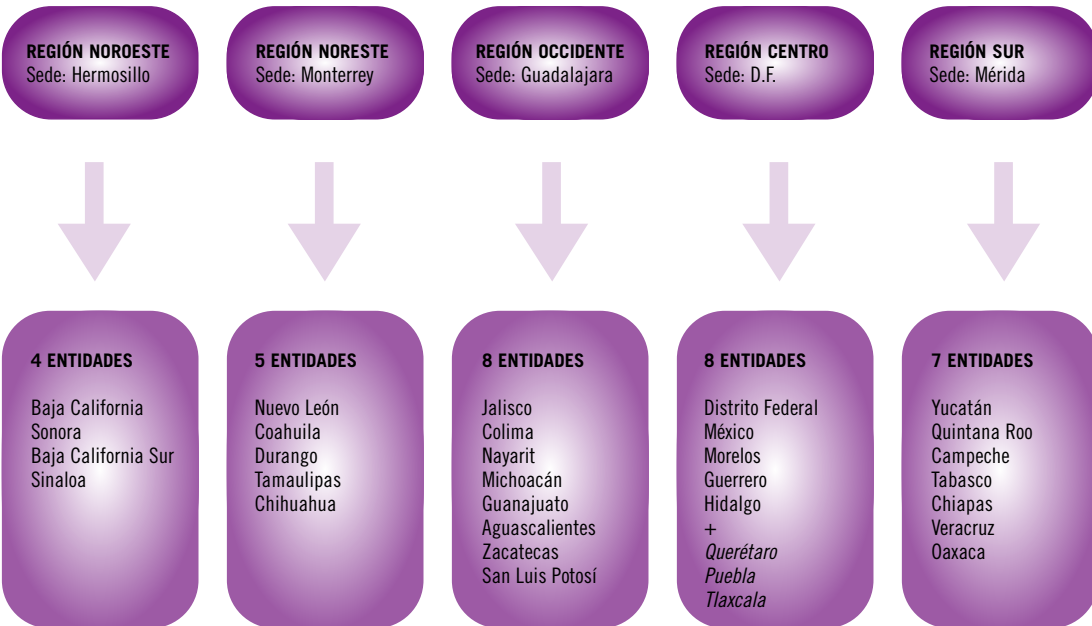 REGIÓN NOROESTE
Sede: Hermosillo
REGIÓN NORESTE
Sede: Monterrey
REGIÓN OCCIDENTE
Sede: Guadalajara
REGIÓN CENTRO
Sede: D.F.
REGIÓN SUR
Sede: Mérida
4 ENTIDADES
Baja California
Sonora
Baja California Sur
Sinaloa
5 ENTIDADES
Nuevo León
Coahuila
Durango
Tamaulipas
Chihuahua
8 ENTIDADES
Jalisco
Colima
Nayarit
Michoacán
Guanajuato
Aguascalientes
Zacatecas
San Luis Potosí
8 ENTIDADES
Distrito Federal
México
Morelos
Guerrero
Hidalgo
+
Querétaro
Puebla
Tlaxcala
7 ENTIDADES
Yucatán
Quintana Roo
Campeche
Tabasco
Chiapas
Veracruz
Oaxaca